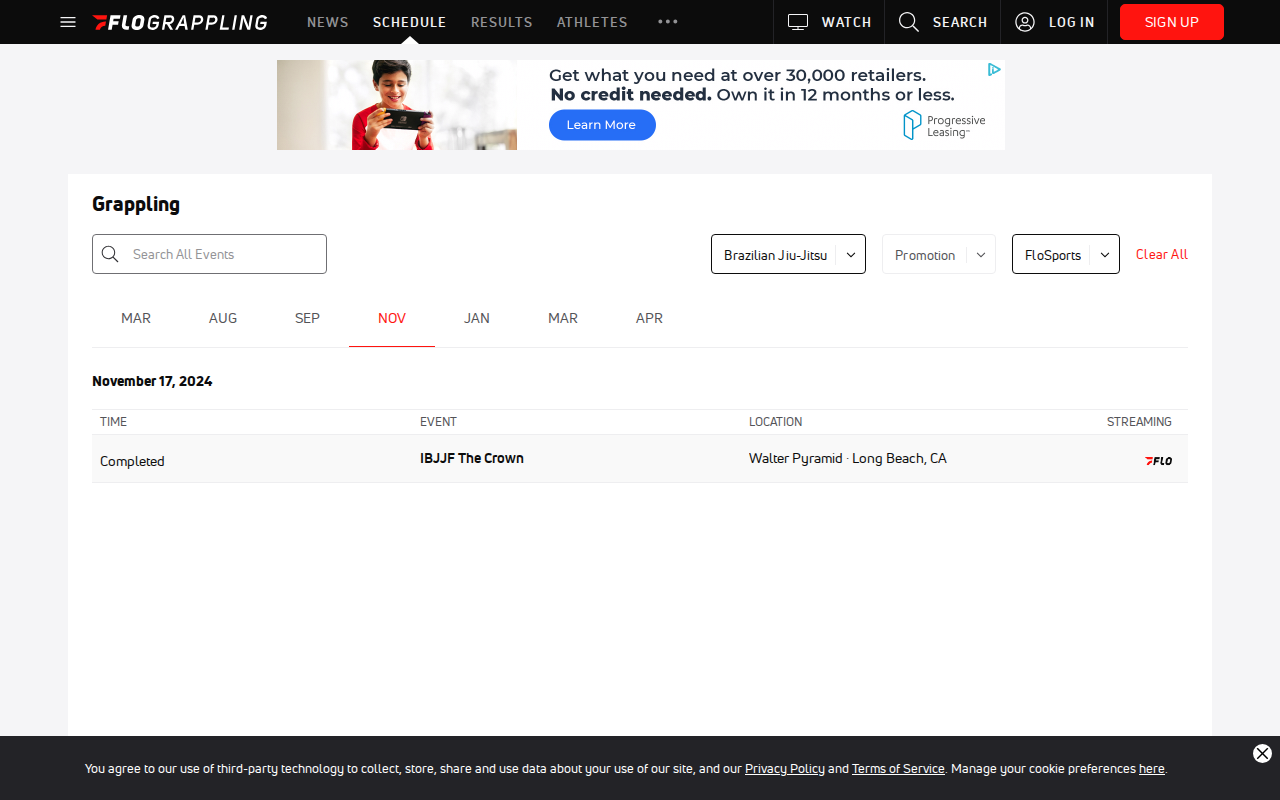 FLOGRAPPLING NEWS SCHEDULE RESULTS ATHLETES ••• WATCH SEARCH LOG IN SIGN UP
Get what you need at over 30,000 retailers.
No credit needed. Own it in 12 months or less.
Learn More
Progressive
Leasing
Grappling
Search All Events Brazilian Jiu-Jitsu Promotion FloSports Clear All
MAR AUG SEP NOV JAN MAR APR
November 17, 2024
TIME EVENT LOCATION STREAMING
Completed IBJJF The Crown Walter Pyramid · Long Beach, CA FLO
You agree to our use of third-party technology to collect, store, share and use data about your use of our site, and our Privacy Policy and Terms of Service. Manage your cookie preferences here.